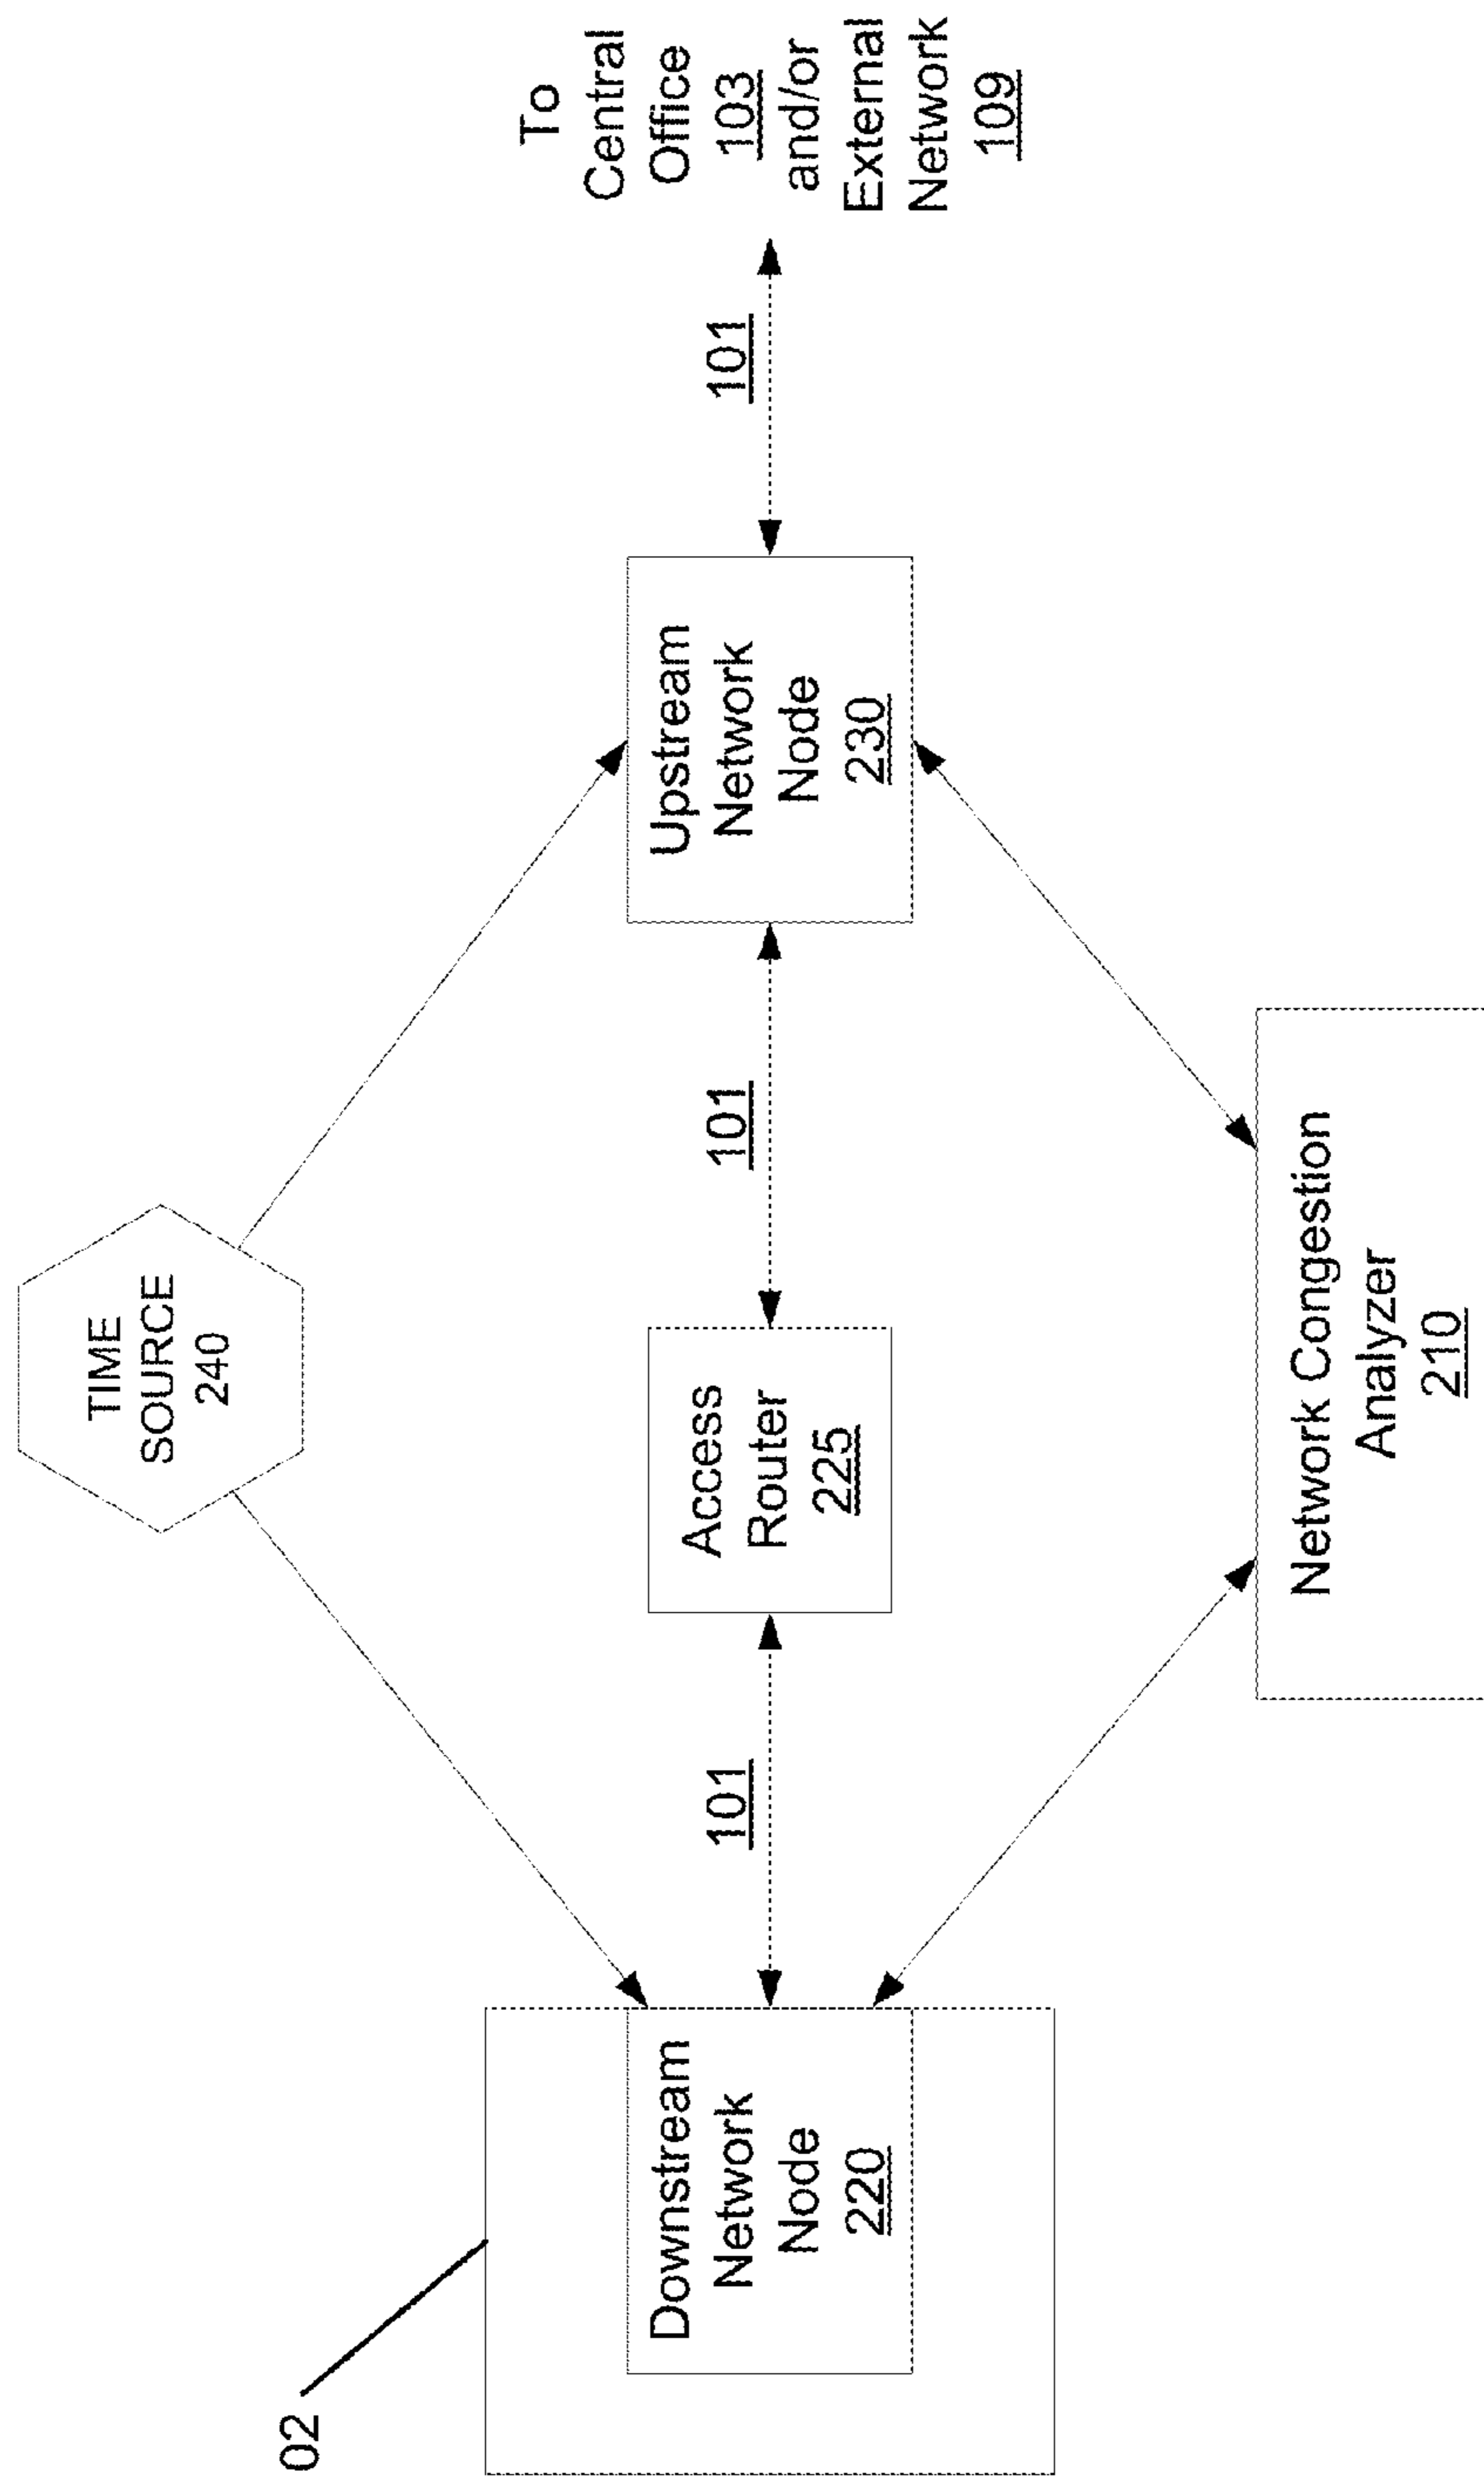 TIME
SOURCE
240
02
Downstream
Network
Node
220
101
Access
Router
225
101
Upstream
Network
Node
230
101
To
Central
Office
103
and/or
External
Network
109
Network Congestion
Analyzer
210